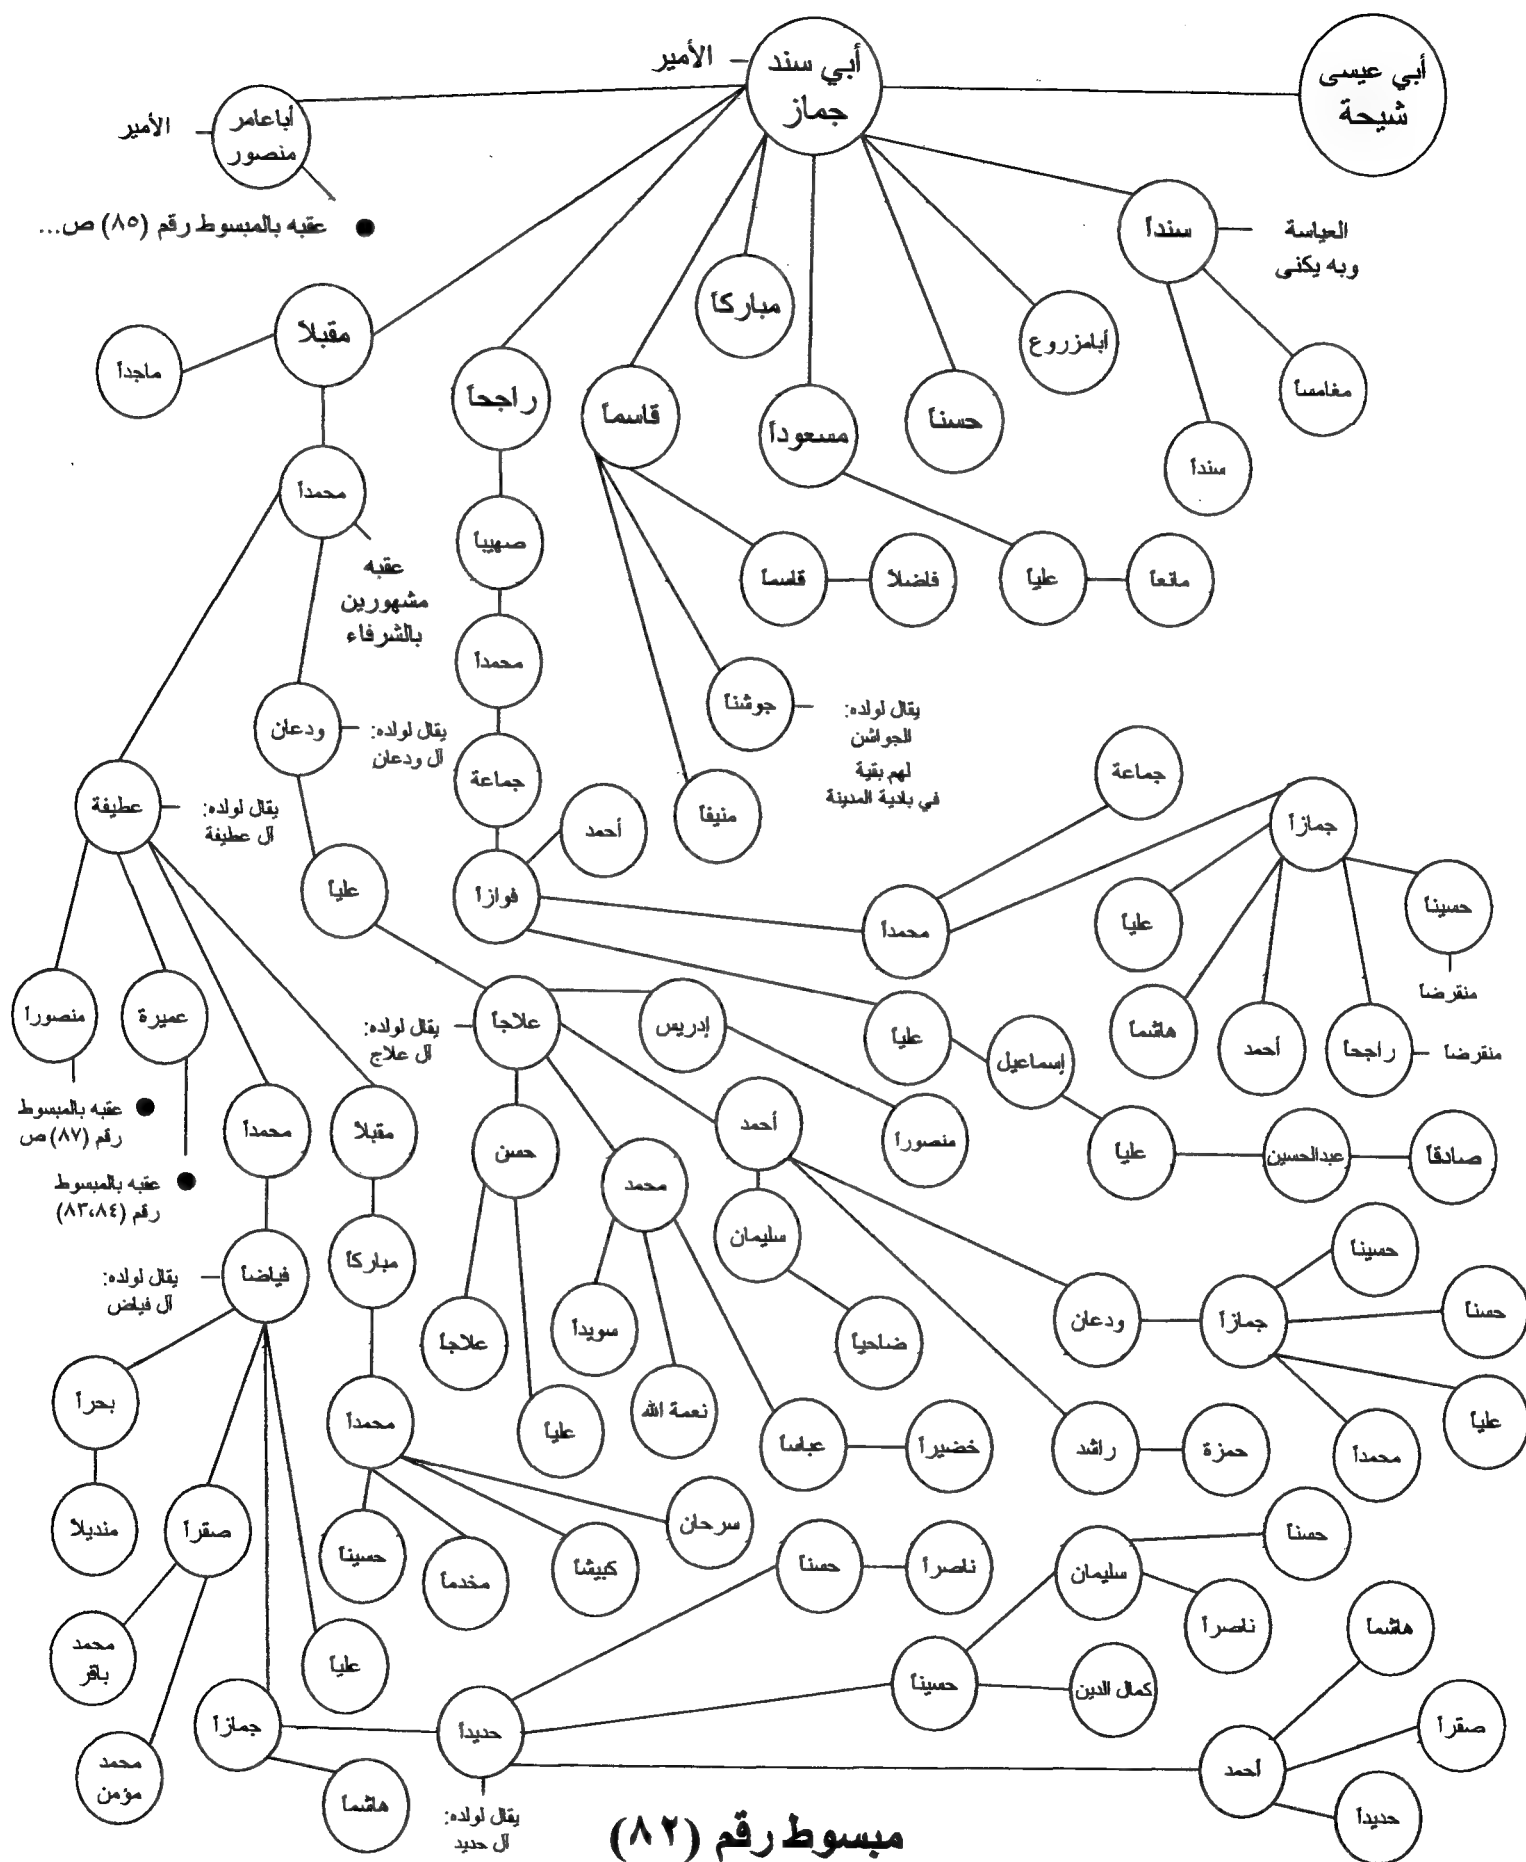 أبي عيسى
شيحة
أبي سند
جماز
الأمير
أباعامر
منصور
الأمير
● عقبه بالمبسوط رقم (٨٥) ص...
سنداً
العياسة
وبه يكنى
مغامساً
سنداً
أبامزروع
حسناً
مسعوداً
مباركاً
قاسماً
راجحاً
مقبلاً
ماجداً
محمداً
عقبه
مشهورين
بالشرفاء
صهيباً
قاسماً
فاضلاً
علياً
مانعاً
محمداً
جوشناً
يقال لولده:
الجواشن
لهم بقية
في بادية المدينة
منيفاً
ودعان
يقال لولده:
آل ودعان
جماعة
عطيفة
يقال لولده:
آل عطيفة
علياً
أحمد
فوازاً
محمداً
جماعة
جمازاً
علياً
حسيناً
منقرضاً
هاشماً
أحمد
راجحاً
منقرضاً
منصوراً
● عقبه بالمبسوط
رقم (٨٧) ص
عميرة
● عقبه بالمبسوط
رقم (٨٣،٨٤)
علاجاً
يقال لولده:
آل علاج
إدريس
علياً
إسماعيل
علياً
عبدالحسين
صادقاً
محمداً
مقبلاً
حسن
محمد
أحمد
منصوراً
سليمان
فياضاً
يقال لولده:
آل فياض
مباركاً
علاجاً
سويداً
ضاحياً
ودعان
جمازاً
حسيناً
حسناً
علياً
محمداً
بحراً
محمداً
علياً
نعمة الله
عباساً
خضيراً
راشد
حمزة
منديلاً
صقراً
حسيناً
مخدماً
كبيشاً
سرحان
حسناً
ناصراً
سليمان
حسناً
ناصراً
محمد
باقر
علياً
حسيناً
كمال الدين
هاشماً
محمد
مؤمن
جمازاً
حديداً
يقال لولده:
آل حديد
هاشماً
أحمد
صقراً
حديداً
مبسوط رقم (٨٢)